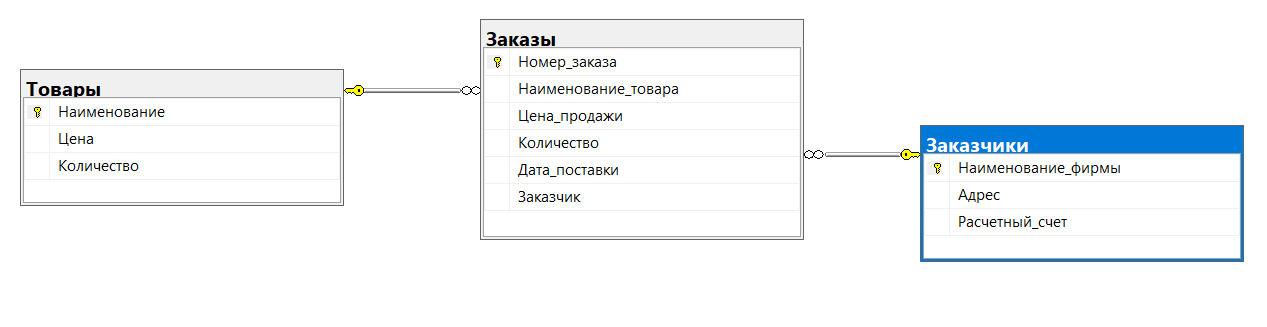 Товары
Наименование
Цена
Количество
Заказы
Номер_заказа
Наименование_товара
Цена_продажи
Количество
Дата_поставки
Заказчик
Заказчики
Наименование_фирмы
Адрес
Расчетный_счет